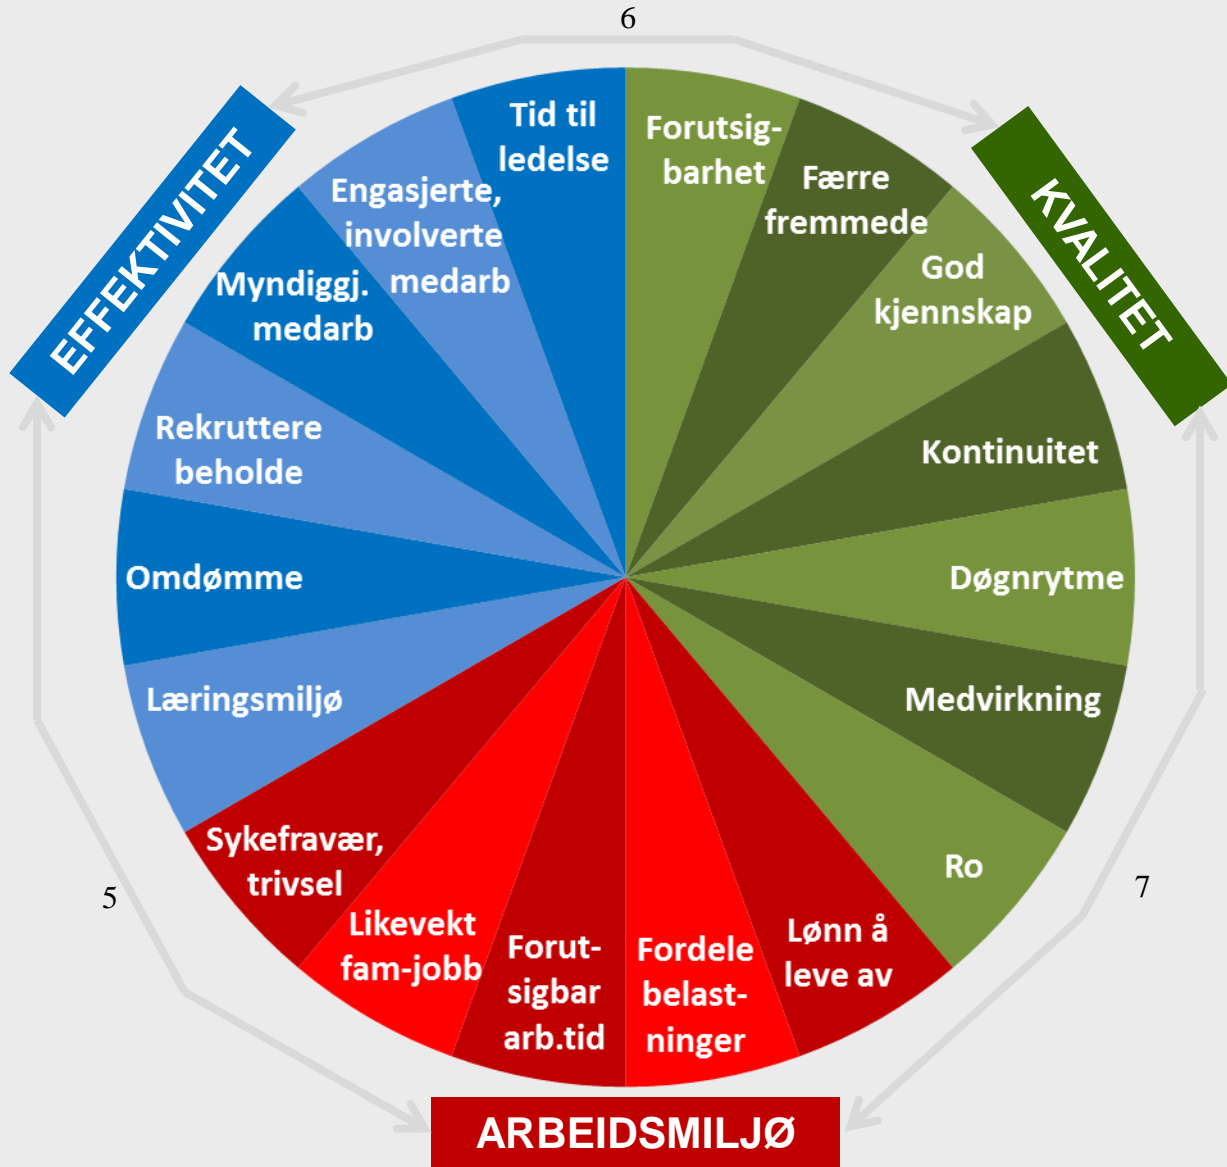 6
EFFEKTIVITET
KVALITET
Tid til
ledelse
Forutsig-
barhet
Færre
fremmede
God
kjennskap
Kontinuitet
Døgnrytme
Medvirkning
Ro
Lønn å
leve av
Fordele
belast-
ninger
Forut-
sigbar
arb.tid
Likevekt
fam-jobb
Sykefravær,
trivsel
Læringsmiljø
Omdømme
Rekruttere
beholde
Myndiggj.
medarb
Engasjerte,
involverte
medarb
5
7
ARBEIDSMILJØ